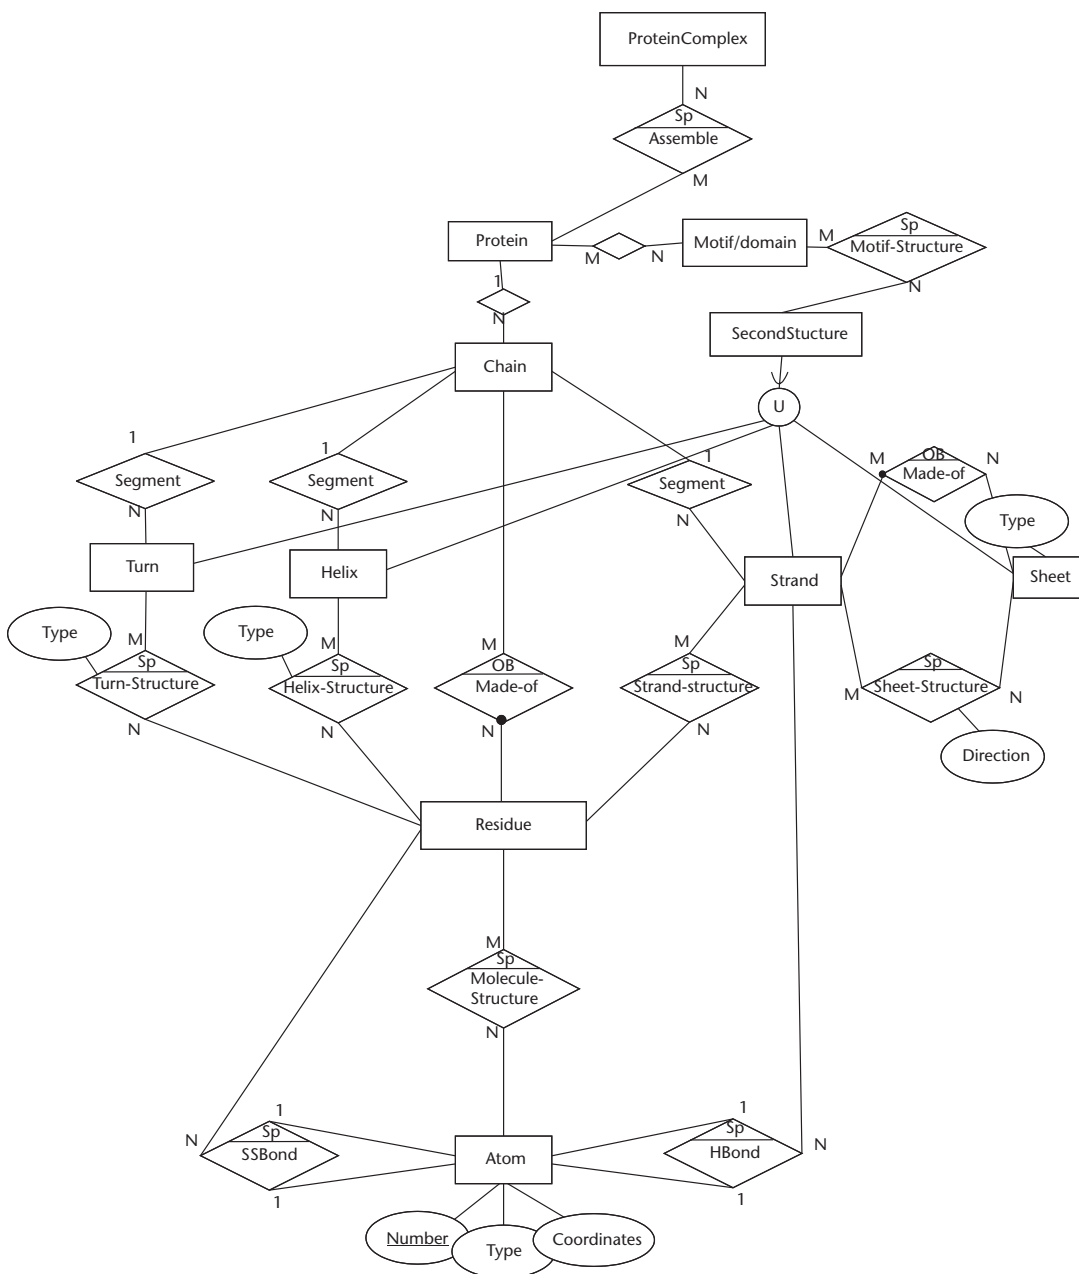 ProteinComplex
N
Sp
Assemble
M
Protein
M
N
Motif/domain
M
Sp
Motif-Structure
N
1
N
SecondStucture
Chain
U
1
Segment
N
1
Segment
N
1
Segment
N
M
OB
Made-of
N
Type
Turn
Helix
Strand
Sheet
Type
M
Sp
Turn-Structure
N
Type
M
Sp
Helix-Structure
N
M
OB
Made-of
N
M
Sp
Strand-structure
N
Sp
M
Sheet-Structure
N
Direction
Residue
M
Sp
Molecule-
Structure
N
1
N
Sp
SSBond
1
Atom
1
Sp
HBond
N
1
Number
Type
Coordinates